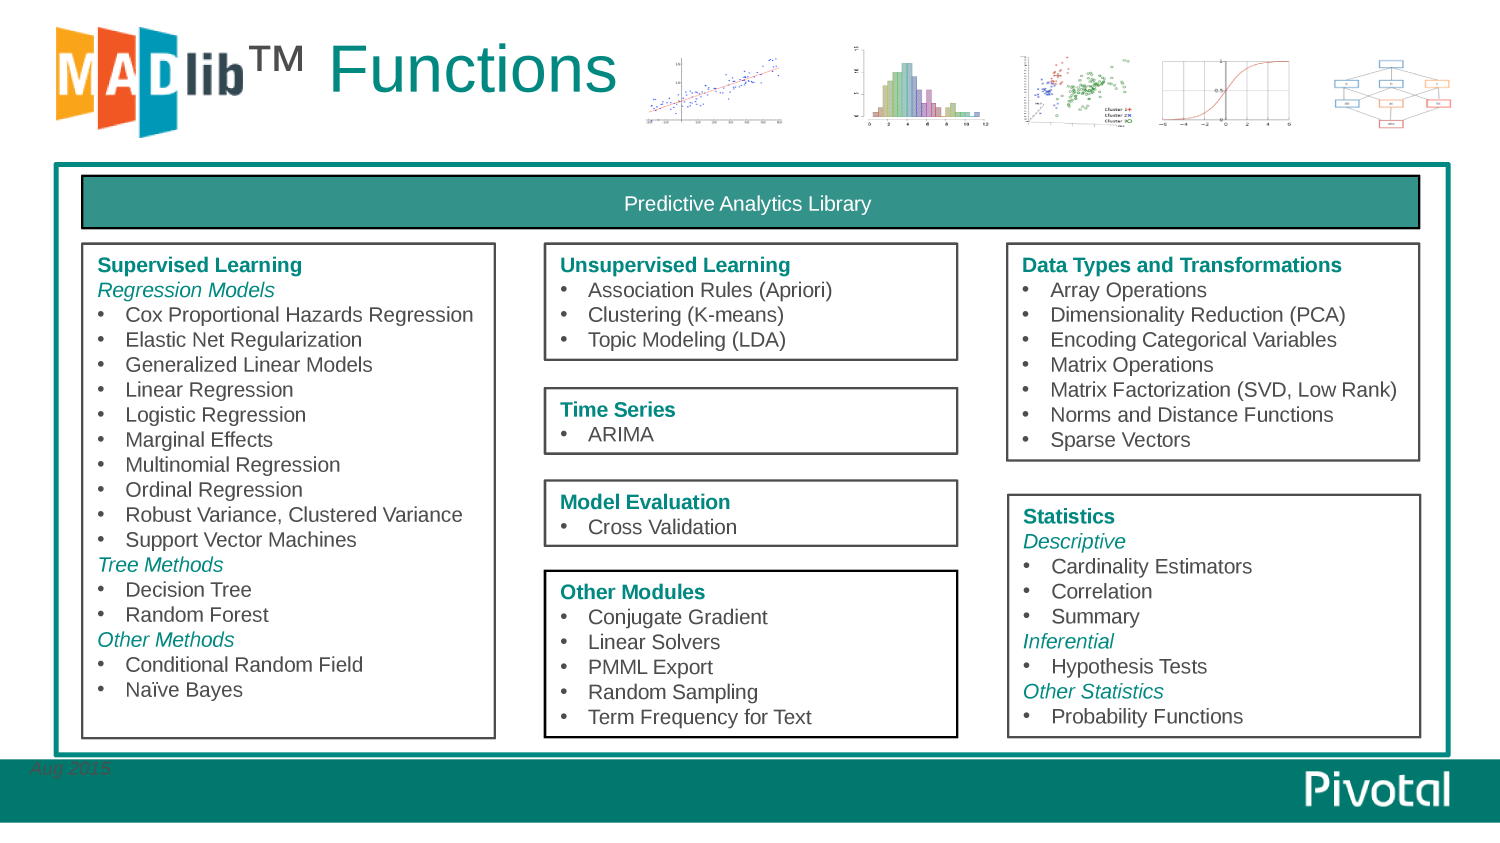 MADlib™ Functions
Predictive Analytics Library
Supervised Learning
Regression Models
• Cox Proportional Hazards Regression
• Elastic Net Regularization
• Generalized Linear Models
• Linear Regression
• Logistic Regression
• Marginal Effects
• Multinomial Regression
• Ordinal Regression
• Robust Variance, Clustered Variance
• Support Vector Machines
Tree Methods
• Decision Tree
• Random Forest
Other Methods
• Conditional Random Field
• Naïve Bayes
Unsupervised Learning
• Association Rules (Apriori)
• Clustering (K-means)
• Topic Modeling (LDA)
Time Series
• ARIMA
Model Evaluation
• Cross Validation
Other Modules
• Conjugate Gradient
• Linear Solvers
• PMML Export
• Random Sampling
• Term Frequency for Text
Data Types and Transformations
• Array Operations
• Dimensionality Reduction (PCA)
• Encoding Categorical Variables
• Matrix Operations
• Matrix Factorization (SVD, Low Rank)
• Norms and Distance Functions
• Sparse Vectors
Statistics
Descriptive
• Cardinality Estimators
• Correlation
• Summary
Inferential
• Hypothesis Tests
Other Statistics
• Probability Functions
Aug 2015
Pivotal